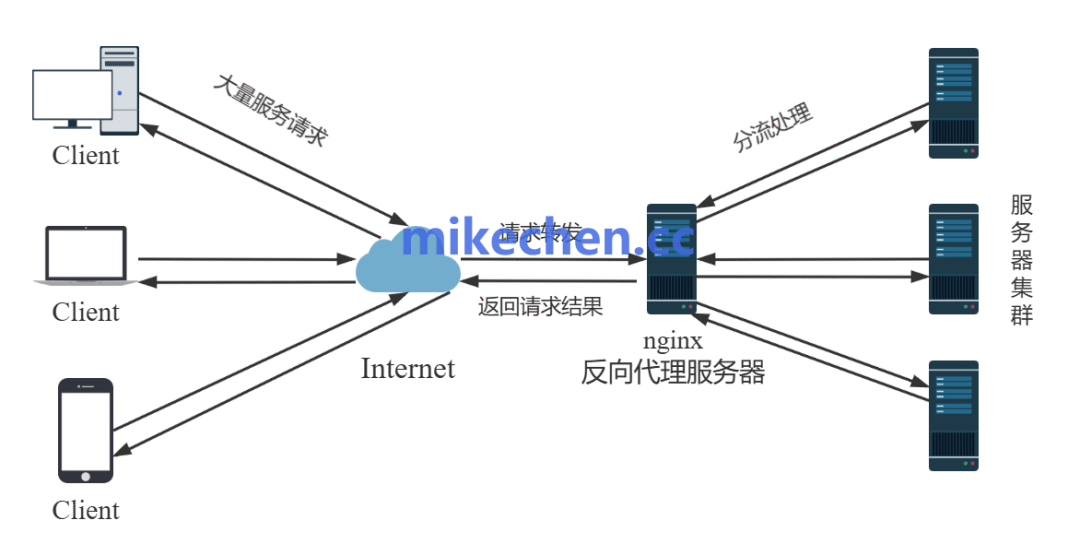 大量服务请求
分流处理
Client
服务器集群
请求转发
mikechen.cc
返回请求结果
Client
nginx
Internet
反向代理服务器
Client